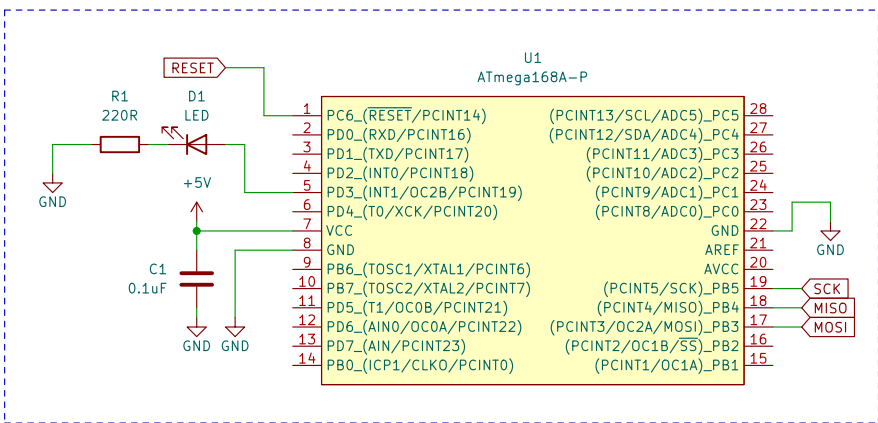 U1
ATmega168A-P
RESET
R1
220R
D1
LED
+5V
GND
C1
0.1uF
GND
GND
1 PC6_(RESET/PCINT14)
2 PD0_(RXD/PCINT16)
3 PD1_(TXD/PCINT17)
4 PD2_(INT0/PCINT18)
5 PD3_(INT1/OC2B/PCINT19)
6 PD4_(T0/XCK/PCINT20)
7 VCC
8 GND
9 PB6_(TOSC1/XTAL1/PCINT6)
10 PB7_(TOSC2/XTAL2/PCINT7)
11 PD5_(T1/OC0B/PCINT21)
12 PD6_(AIN0/OC0A/PCINT22)
13 PD7_(AIN/PCINT23)
14 PB0_(ICP1/CLKO/PCINT0)
(PCINT13/SCL/ADC5)_PC5 28
(PCINT12/SDA/ADC4)_PC4 27
(PCINT11/ADC3)_PC3 26
(PCINT10/ADC2)_PC2 25
(PCINT9/ADC1)_PC1 24
(PCINT8/ADC0)_PC0 23
GND 22
AREF 21
AVCC 20
(PCINT5/SCK)_PB5 19
(PCINT4/MISO)_PB4 18
(PCINT3/OC2A/MOSI)_PB3 17
(PCINT2/OC1B/SS)_PB2 16
(PCINT1/OC1A)_PB1 15
GND
SCK
MISO
MOSI